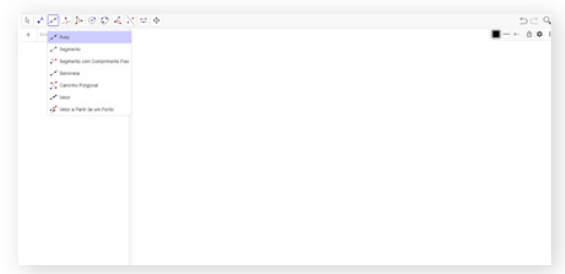 Reta
Segmento
Segmento com Comprimento Fixo
Semirreta
Caminho Poligonal
Vetor
Vetor a Partir de um Ponto